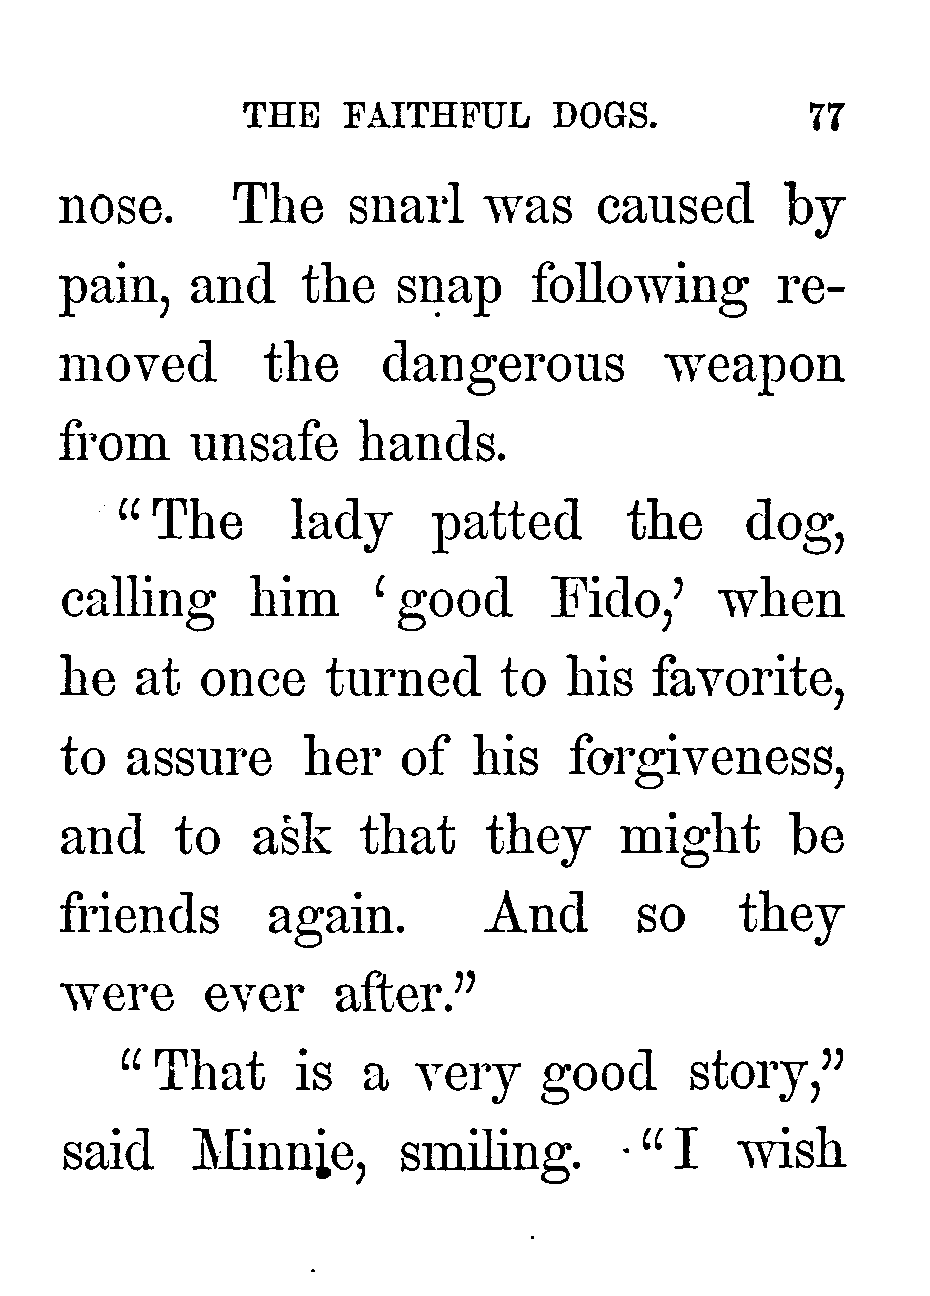 THE FAITHFUL DOGS. 77
nose. The snarl was caused by
pain, and the snap following re-
moved the dangerous weapon
from unsafe hands.
"The lady patted the dog,
calling him 'good Fido,' when
he at once turned to his favorite,
to assure her of his forgiveness,
and to ask that they might be
friends again. And so they
were ever after."
"That is a very good story,"
said Minnie, smiling. "I wish